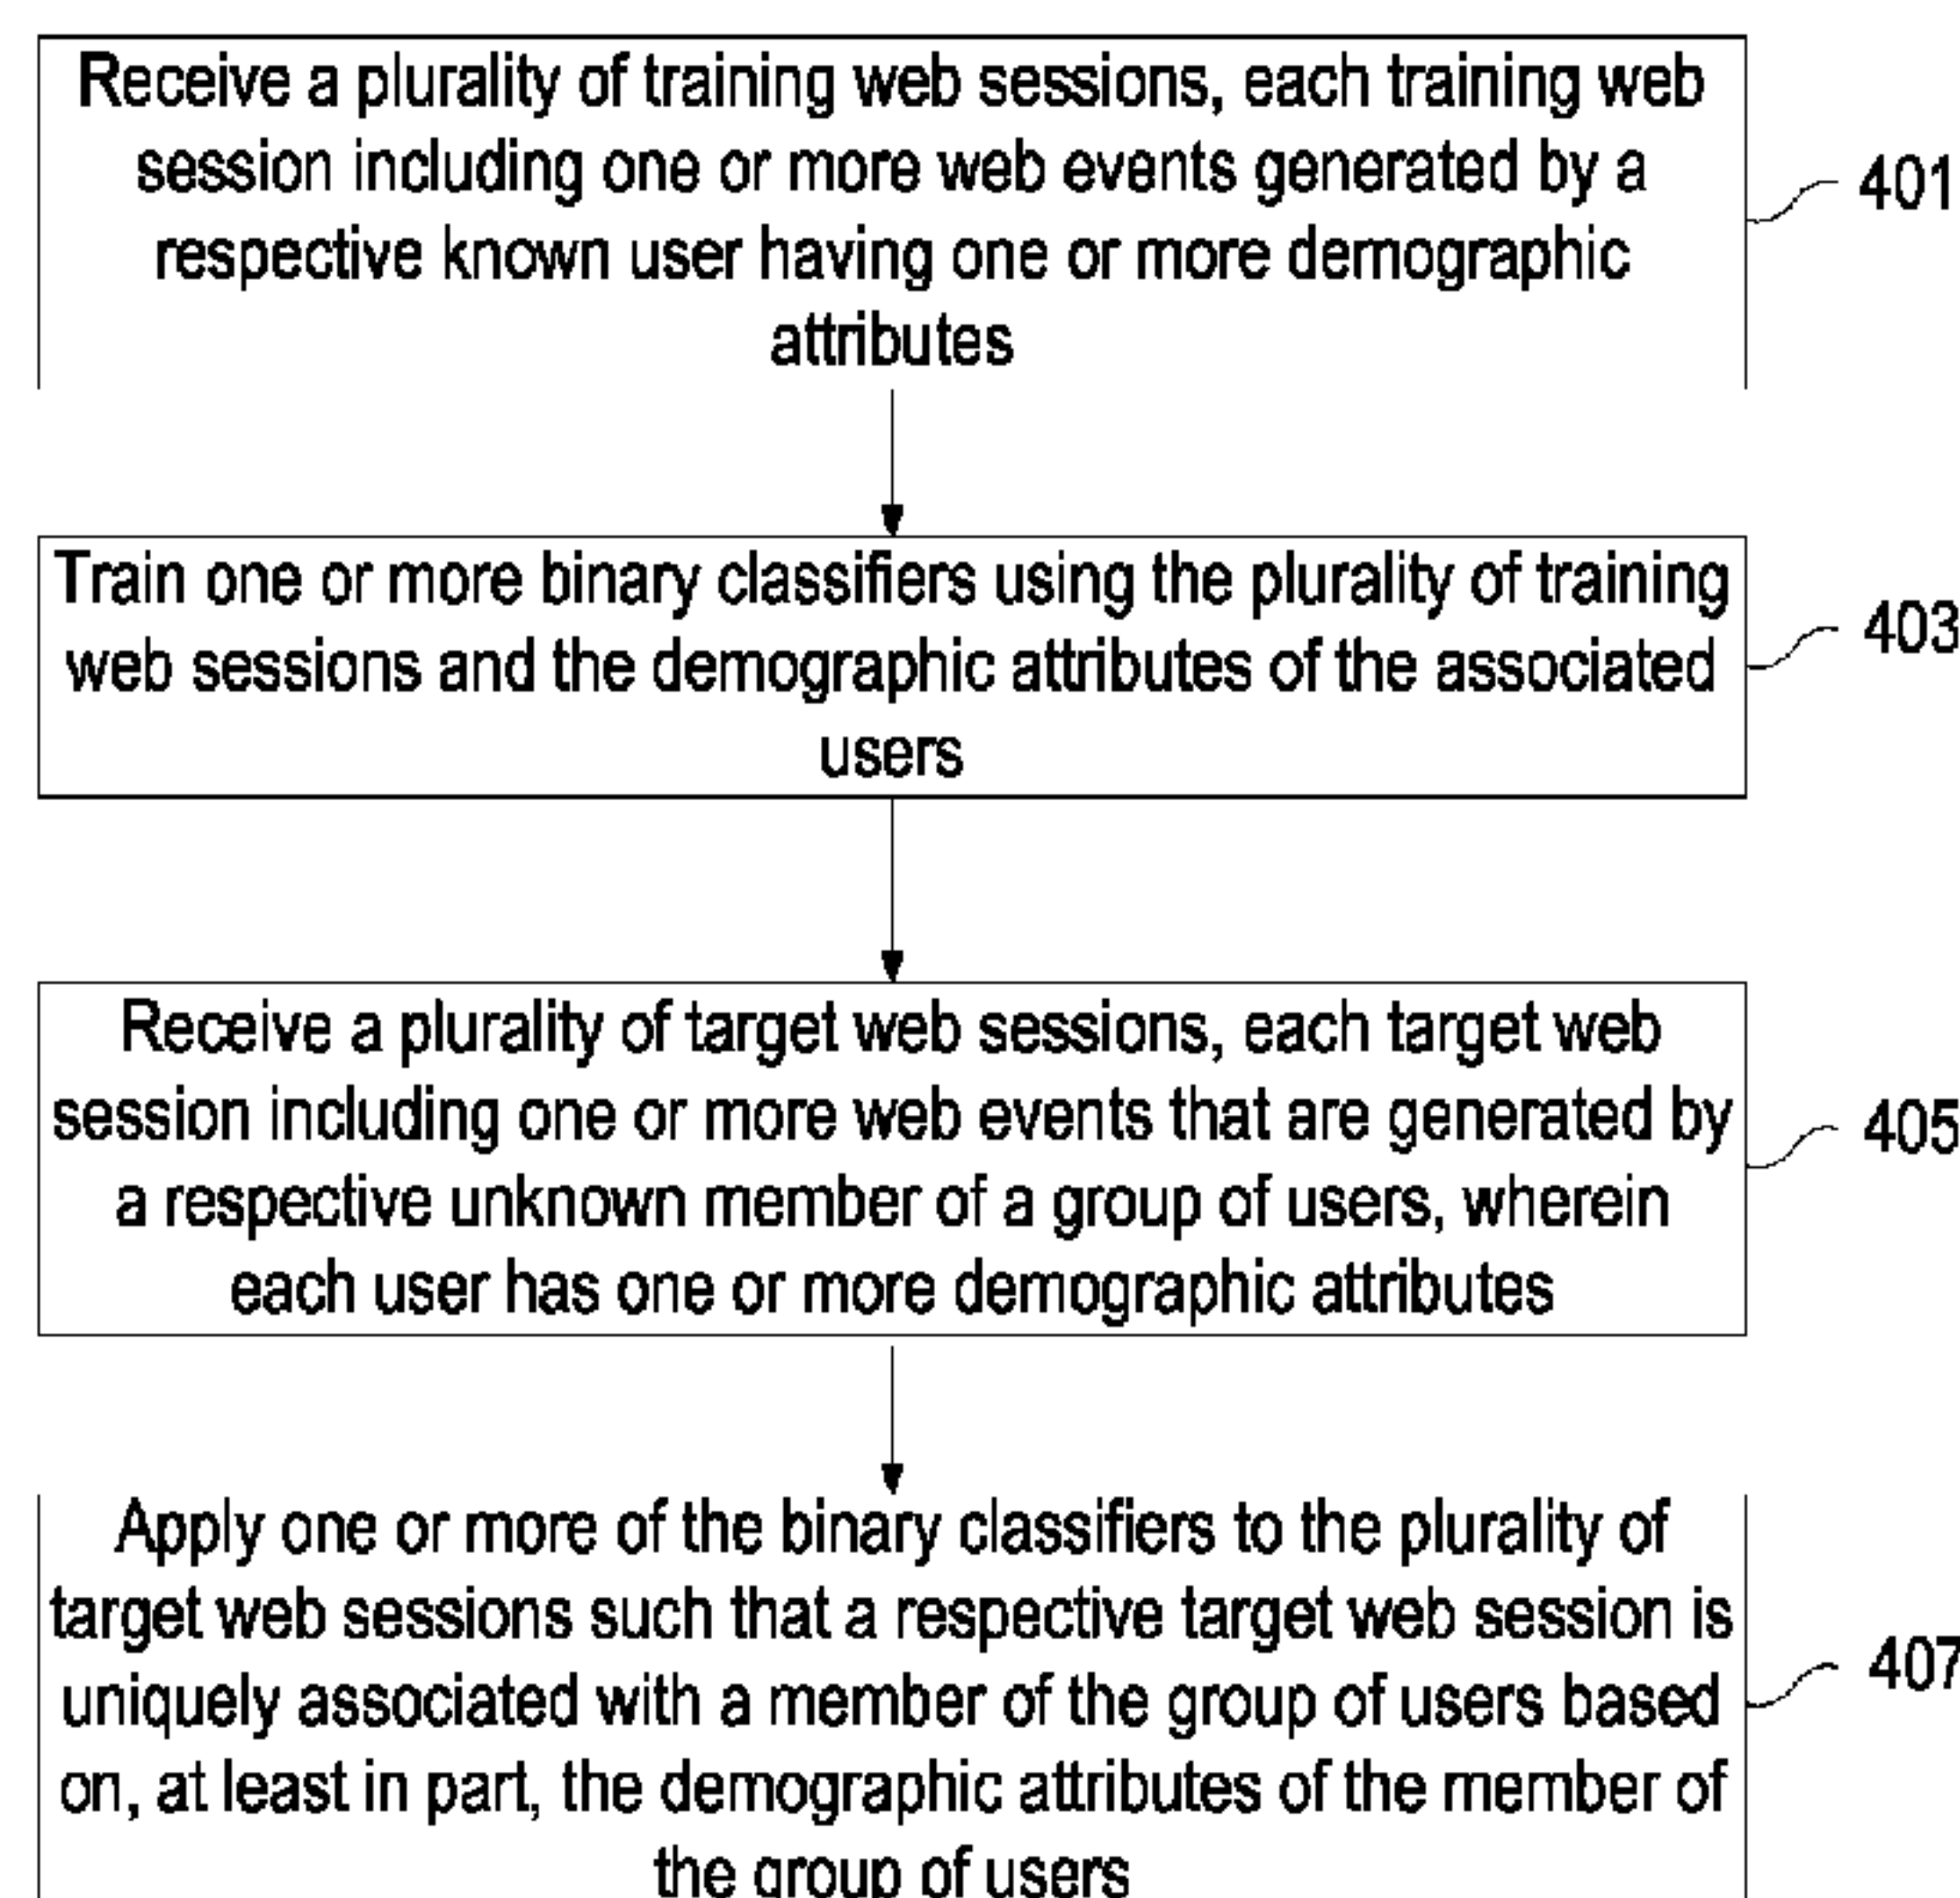 Receive a plurality of training web sessions, each training web
session including one or more web events generated by a
respective known user having one or more demographic
attributes
401
Train one or more binary classifiers using the plurality of training
web sessions and the demographic attributes of the associated
users
403
Receive a plurality of target web sessions, each target web
session including one or more web events that are generated by
a respective unknown member of a group of users, wherein
each user has one or more demographic attributes
405
Apply one or more of the binary classifiers to the plurality of
target web sessions such that a respective target web session is
uniquely associated with a member of the group of users based
on, at least in part, the demographic attributes of the member of
the group of users
407